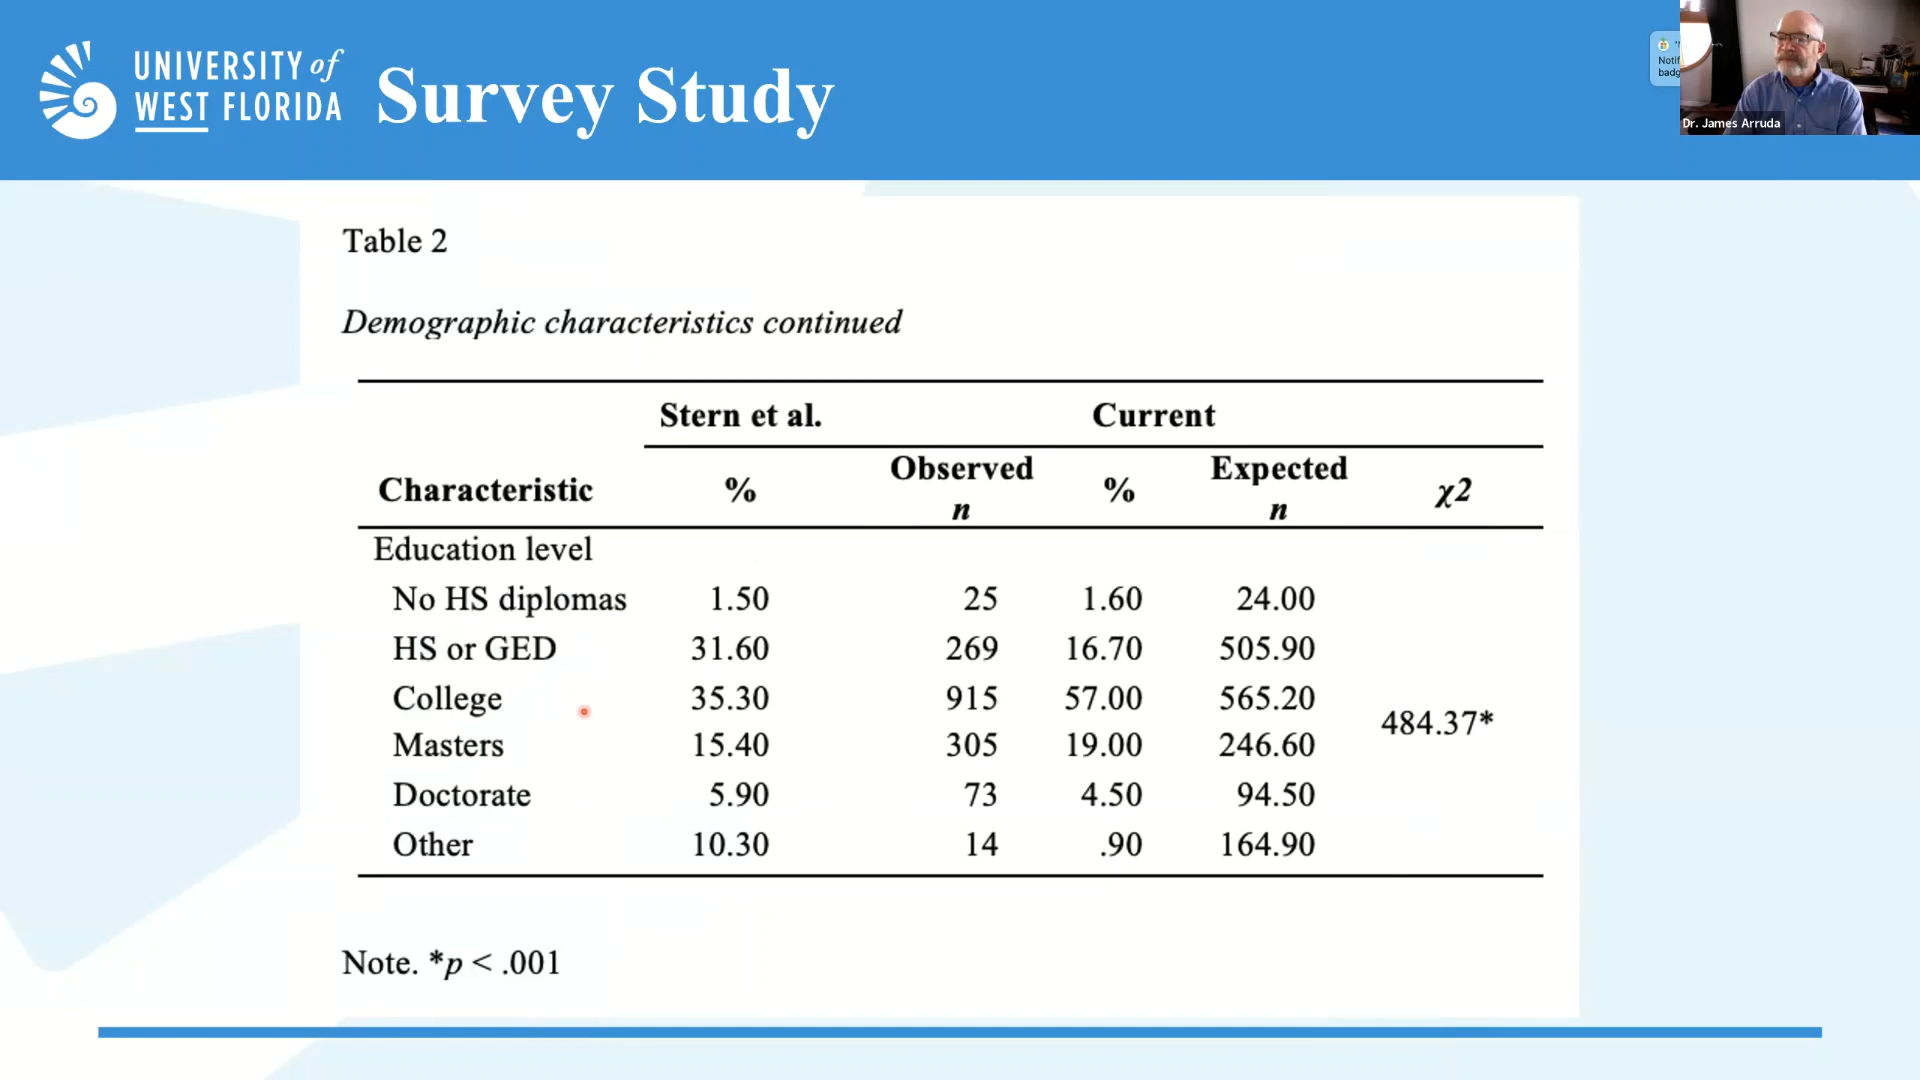 UNIVERSITY of
WEST FLORIDA
Survey Study
Notif
badg
Dr. James Arruda
Table 2
Demographic characteristics continued
Stern et al. Current
Characteristic % Observed n % Expected n χ2
Education level
No HS diplomas 1.50 25 1.60 24.00
HS or GED 31.60 269 16.70 505.90
College 35.30 915 57.00 565.20
484.37*
Masters 15.40 305 19.00 246.60
Doctorate 5.90 73 4.50 94.50
Other 10.30 14 .90 164.90
Note. *p < .001